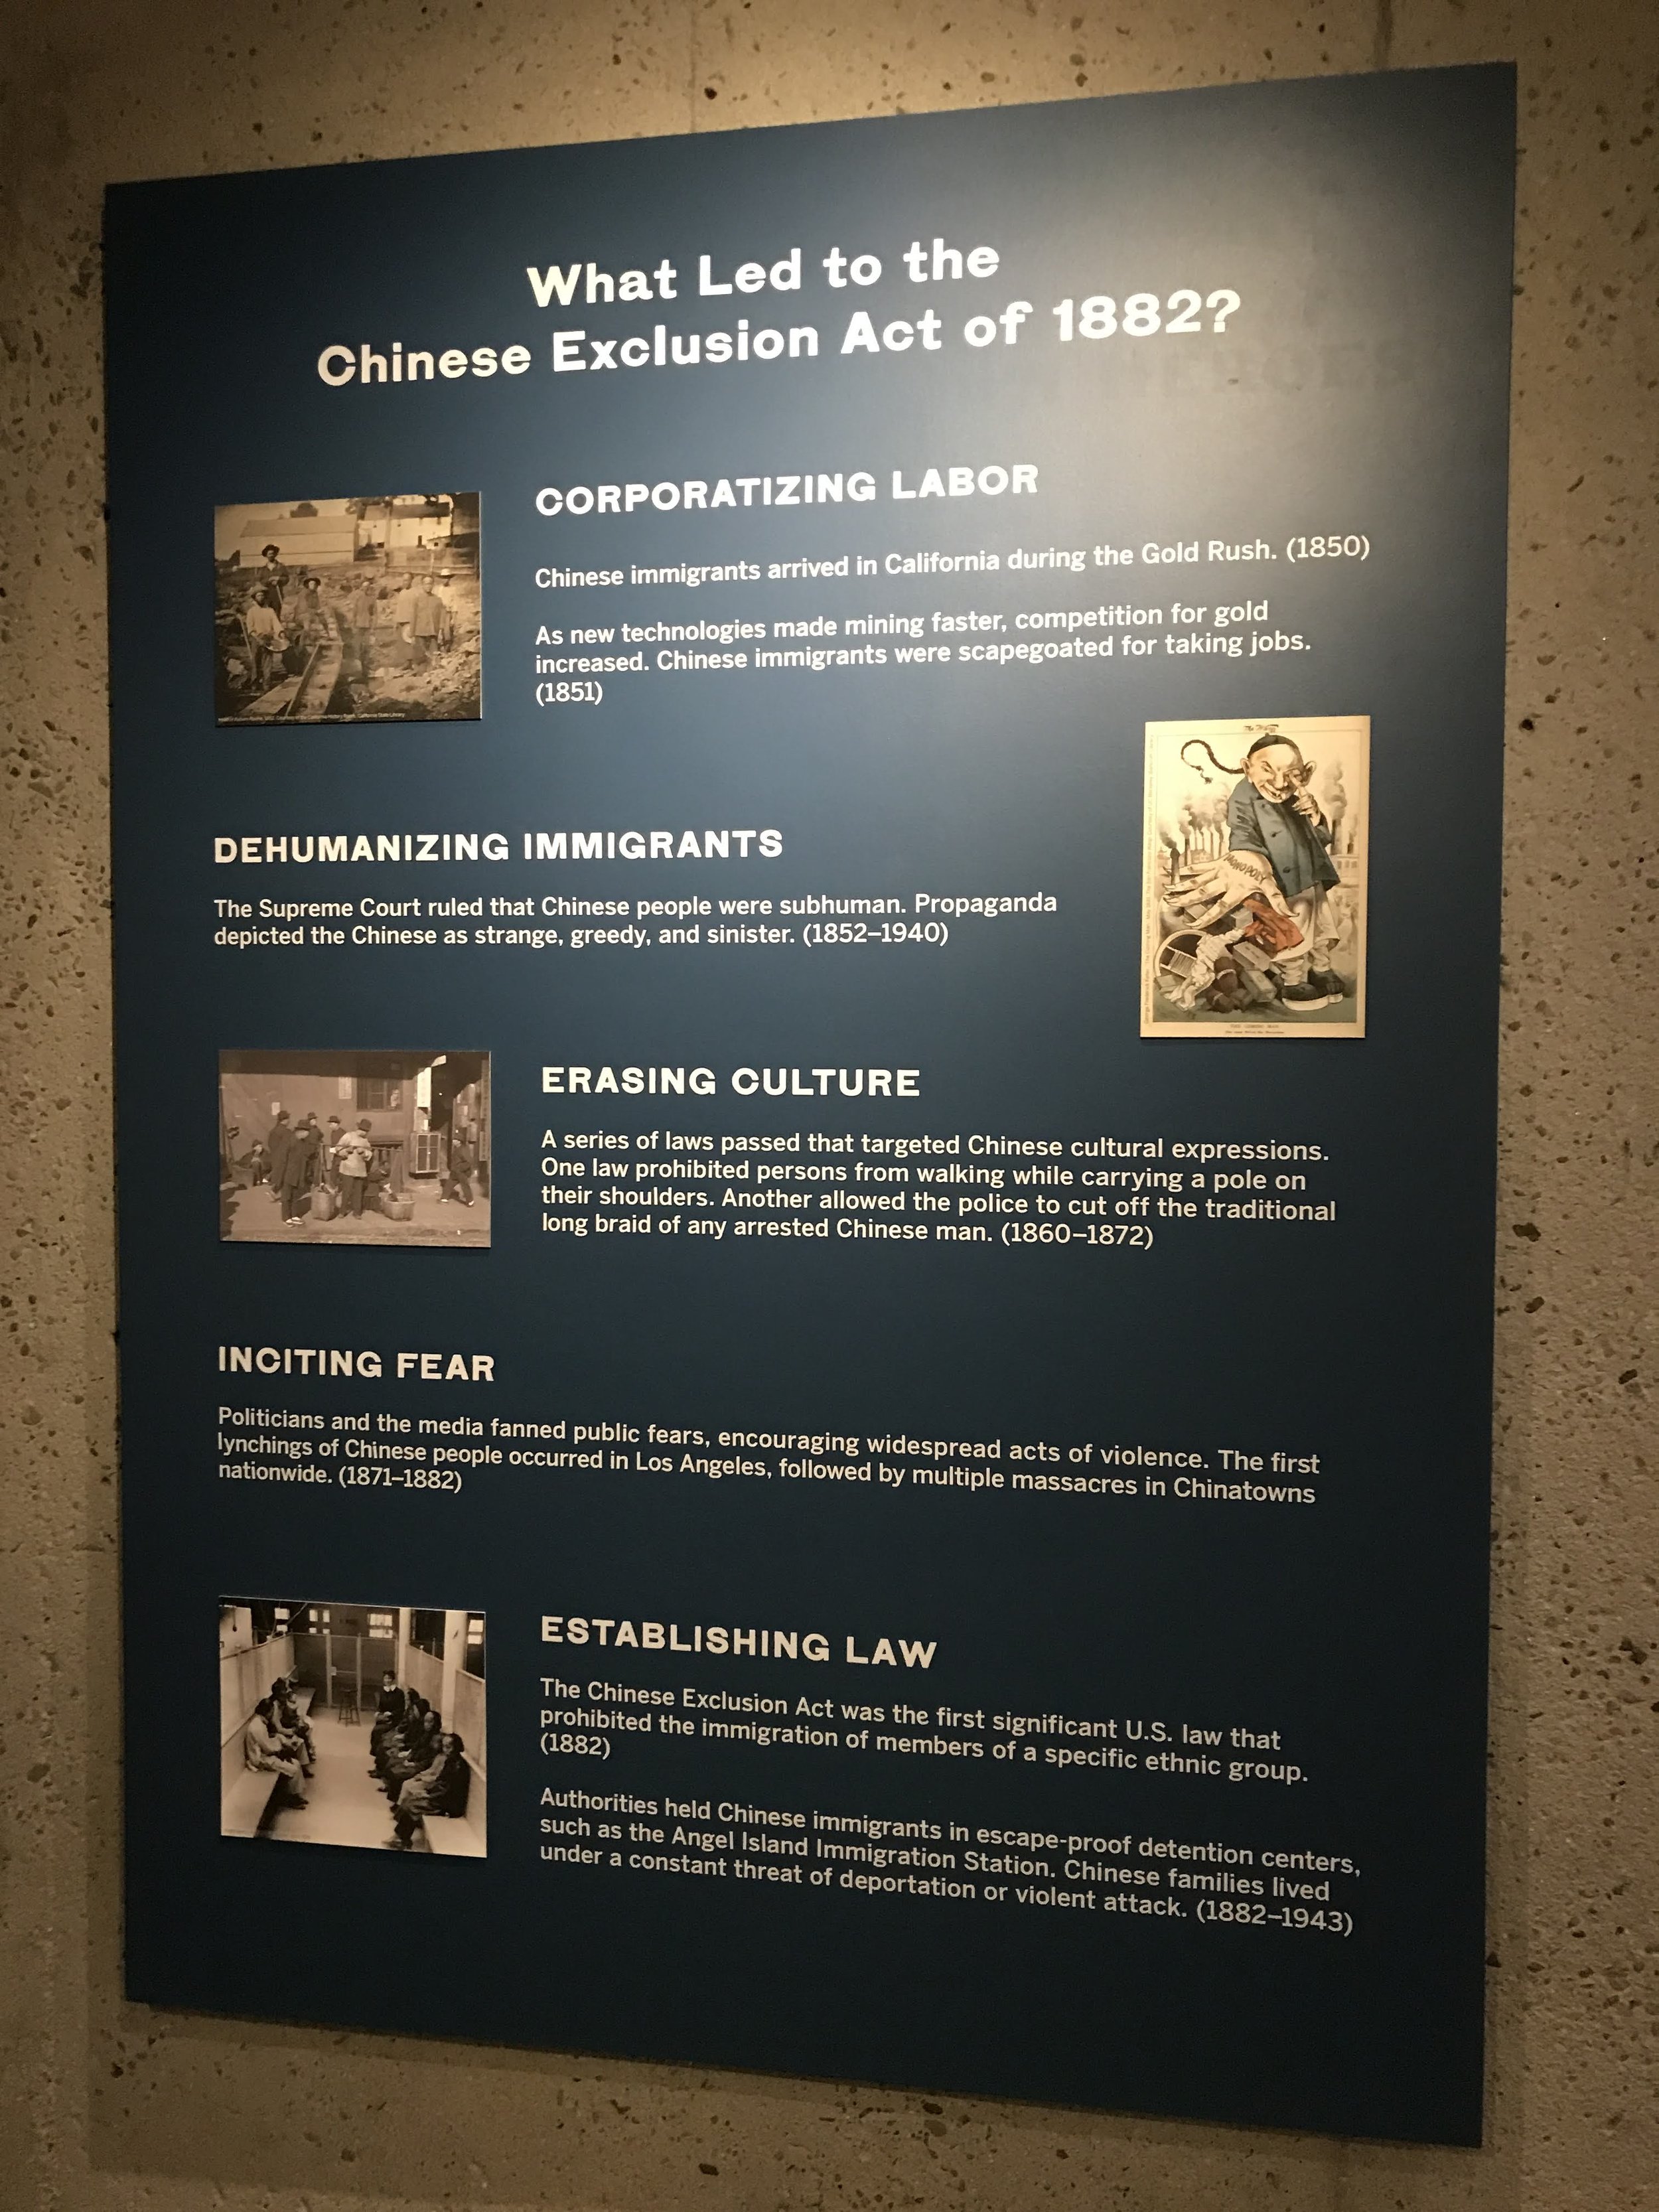 What Led to the
Chinese Exclusion Act of 1882?
CORPORATIZING LABOR
Chinese immigrants arrived in California during the Gold Rush. (1850)
As new technologies made mining faster, competition for gold
increased. Chinese immigrants were scapegoated for taking jobs.
(1851)
MONOPOLY
THE COMING MAN
DEHUMANIZING IMMIGRANTS
The Supreme Court ruled that Chinese people were subhuman. Propaganda
depicted the Chinese as strange, greedy, and sinister. (1852–1940)
ERASING CULTURE
A series of laws passed that targeted Chinese cultural expressions.
One law prohibited persons from walking while carrying a pole on
their shoulders. Another allowed the police to cut off the traditional
long braid of any arrested Chinese man. (1860–1872)
INCITING FEAR
Politicians and the media fanned public fears, encouraging widespread acts of violence. The first
lynchings of Chinese people occurred in Los Angeles, followed by multiple massacres in Chinatowns
nationwide. (1871–1882)
ESTABLISHING LAW
The Chinese Exclusion Act was the first significant U.S. law that
prohibited the immigration of members of a specific ethnic group.
(1882)
Authorities held Chinese immigrants in escape-proof detention centers,
such as the Angel Island Immigration Station. Chinese families lived
under a constant threat of deportation or violent attack. (1882–1943)